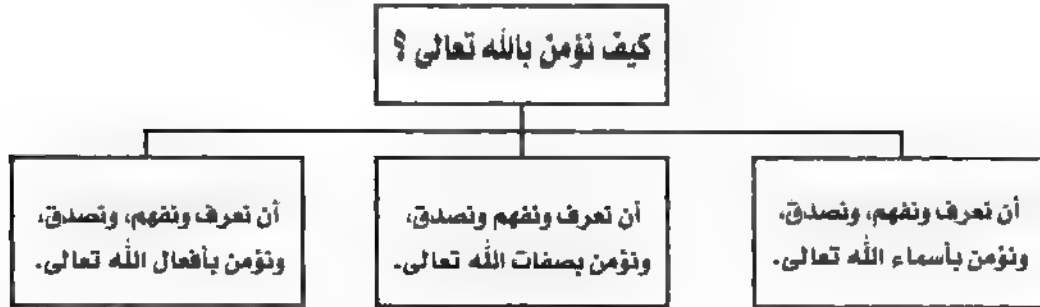 كيف نؤمن بالله تعالى ؟
أن نعرف ونفهم، ونصدق،
ونؤمن بأسماء الله تعالى.
أن نعرف ونفهم ونصدق،
ونؤمن بصفات الله تعالى.
أن نعرف ونفهم، ونصدق،
ونؤمن بأفعال الله تعالى.